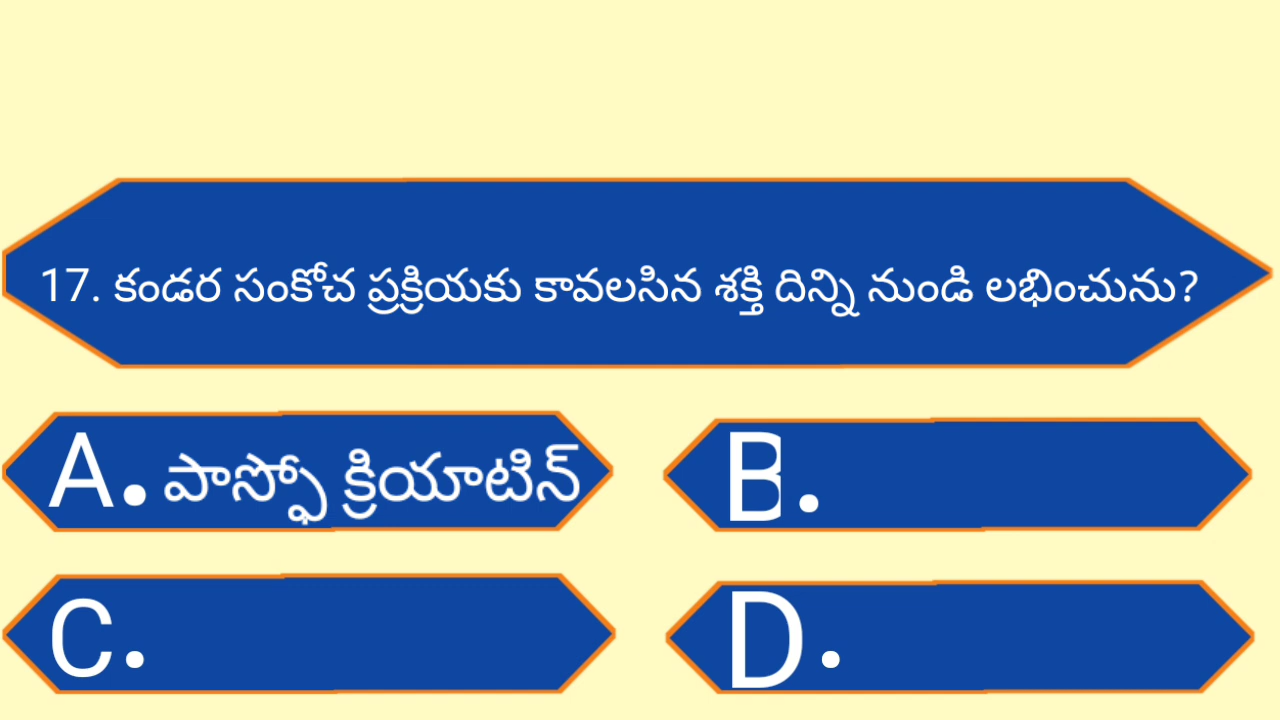 17. కండర సంకోచ ప్రక్రియకు కావలసిన శక్తి దిన్ని నుండి లభించును?
A. పాస్ఫో క్రియాటిన్
B.
C.
D.